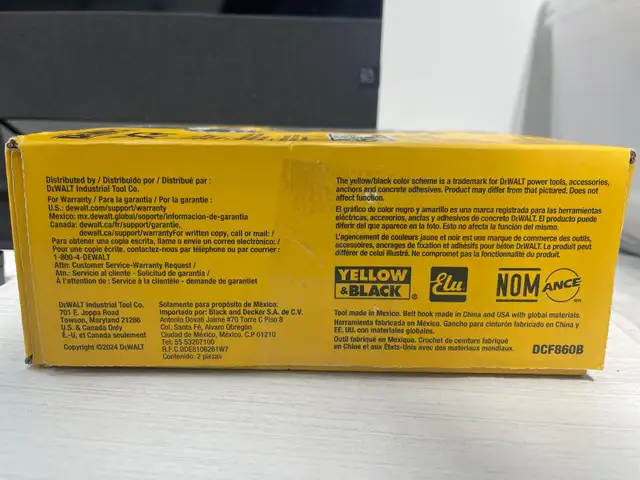 Distributed by / Distribuido por / Distribué par :
DEWALT Industrial Tool Co.
For Warranty / Para la garantía / Por la garantie :
U.S.: dewalt.com/support/warranty
Mexico: mx.dewalt.global/soporte/informacion-de-garantia
Canada: dewalt.ca/fr/support/garantie,
dewalt.ca/support/warrantyFor written copy, call or mail: /
Para obtener una copia escrita, llame o envíe un correo electrónico: /
Pour une copie écrite, contactez-nous par téléphone ou par courrier :
1-800-4-DEWALT
Attn: Customer Service-Warranty Request /
Atn.: Servicio al cliente - Solicitud de garantía /
À l'attention de : Service à la clientèle - demande de garantie
DEWALT Industrial Tool Co.
701 E. Joppa Road
Towson, Maryland 21286
U.S. & Canada Only
É.-U. et Canada seulement
Copyright ©2024 DEWALT
Solamente para propósito de México:
Importado por: Black and Decker S.A. de C.V.
Antonio Dovali Jaime #70 Torre C Piso 8
Col. Santa Fé, Alvaro Obregón
Ciudad de México, México, C.P 01210
Tel: 55 53267100
R.F.C.BDE8106261W7
Contenido: 2 piezas
The yellow/black color scheme is a trademark for DEWALT power tools, accessories,
anchors and concrete adhesives. Product may differ from that pictured. Does not
affect function.
El gráfico de color negro y amarillo es una marca registrada para las herramientas
eléctricas, accesorios, anclas y adhesivos de concreto DEWALT. El producto puede
diferir del que aparece en la foto. Esto no afecta la función del mismo.
L'agencement de couleurs jaune et noir est une marque de commerce des outils,
accessoires, ancrages de fixation et adhésifs pour béton DEWALT. Le produit peut
différer de celui illustré. Ne compromet pas la fonctionnalité du produit.
YELLOW
& BLACK®
Elu
NOM
ANCE
Tool made in Mexico. Belt hook made in China and USA with global materials.
Herramienta fabricada en México. Gancho para cinturón fabricado en China y
EE. UU. con materiales globales.
Outil fabriqué en Mexique. Crochet de ceinture fabriqué
en Chine et aux États-Unis avec des matériaux mondiaux.
DCF860B